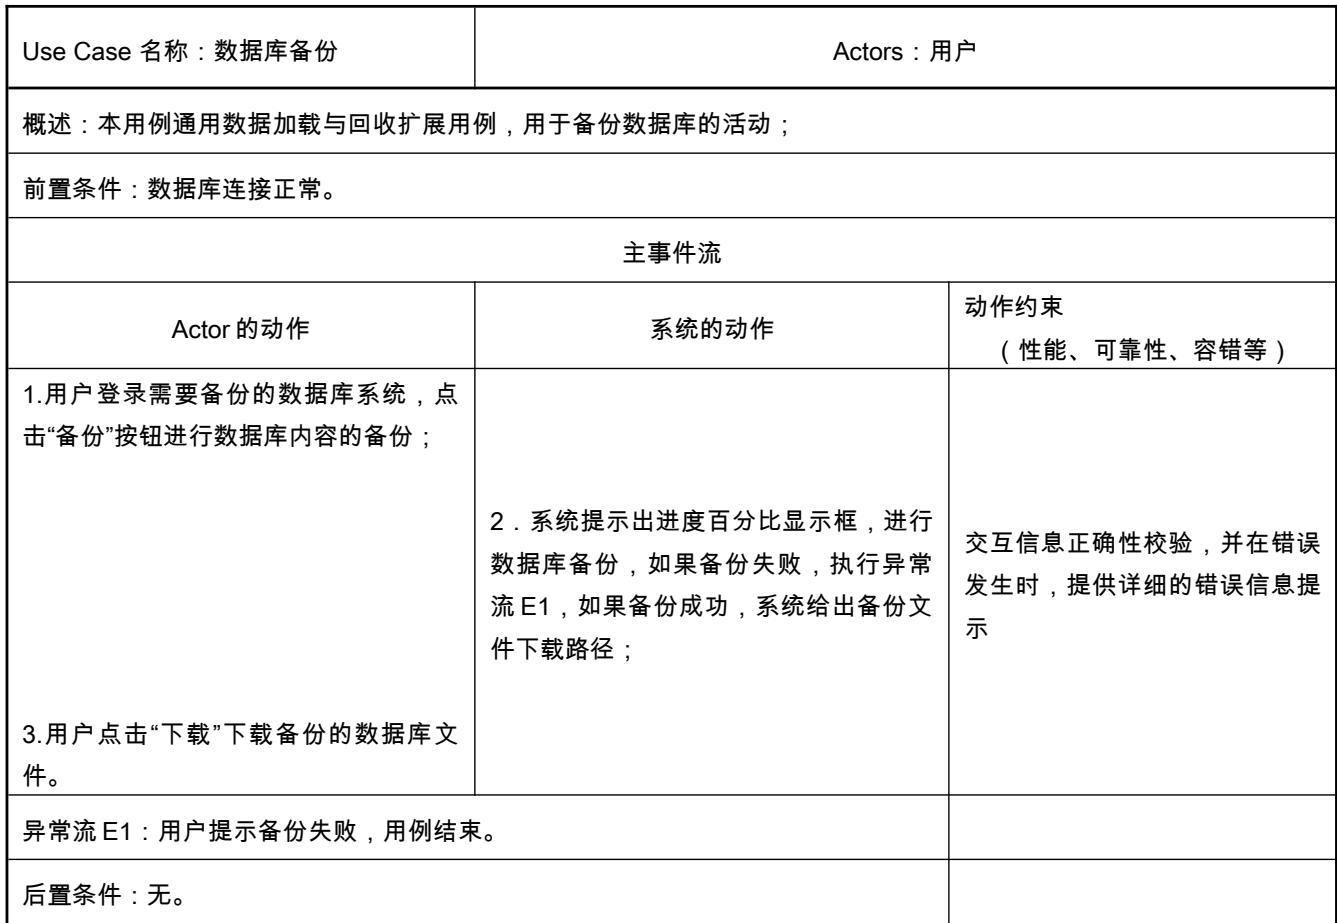 Use Case 名称：数据库备份
Actors：用户
概述：本用例通用数据加载与回收扩展用例，用于备份数据库的活动；
前置条件：数据库连接正常。
主事件流
Actor 的动作
系统的动作
动作约束
（性能、可靠性、容错等）
1.用户登录需要备份的数据库系统，点
击“备份”按钮进行数据库内容的备份；
2．系统提示出进度百分比显示框，进行
数据库备份，如果备份失败，执行异常
流 E1，如果备份成功，系统给出备份文
件下载路径；
交互信息正确性校验，并在错误
发生时，提供详细的错误信息提
示
3.用户点击“下载”下载备份的数据库文
件。
异常流 E1：用户提示备份失败，用例结束。
后置条件：无。